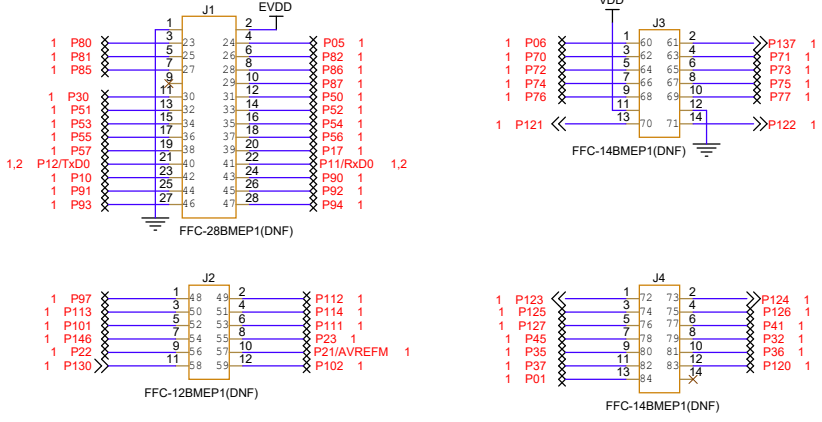 J1
EVDD
1 2
1 P80 3 23 24 4 P05 1
1 P81 5 25 26 6 P82 1
1 P85 7 27 28 8 P86 1
9 29 10 P87 1
1 P30 11 30 31 12 P50 1
1 P51 13 32 33 14 P52 1
1 P53 15 34 35 16 P54 1
1 P55 17 36 37 18 P56 1
1 P57 19 38 39 20 P17 1
1,2 P12/TxD0 21 40 41 22 P11/RxD0 1,2
1 P10 23 42 43 24 P90 1
1 P91 25 44 45 26 P92 1
1 P93 27 46 47 28 P94 1
FFC-28BMEP1(DNF)
VDD
J3
1 P06 1 60 61 2 P137 1
1 P70 3 62 63 4 P71 1
1 P72 5 64 65 6 P73 1
1 P74 7 66 67 8 P75 1
1 P76 9 68 69 10 P77 1
11 12
1 P121 13 70 71 14 P122 1
FFC-14BMEP1(DNF)
J2
1 P97 1 48 49 2 P112 1
1 P113 3 50 51 4 P114 1
1 P101 5 52 53 6 P111 1
1 P146 7 54 55 8 P23 1
1 P22 9 56 57 10 P21/AVREFM 1
1 P130 11 58 59 12 P102 1
FFC-12BMEP1(DNF)
J4
1 P123 1 72 73 2 P124 1
1 P125 3 74 75 4 P126 1
1 P127 5 76 77 6 P41 1
1 P45 7 78 79 8 P32 1
1 P35 9 80 81 10 P36 1
1 P37 11 82 83 12 P120 1
1 P01 13 84 14
FFC-14BMEP1(DNF)